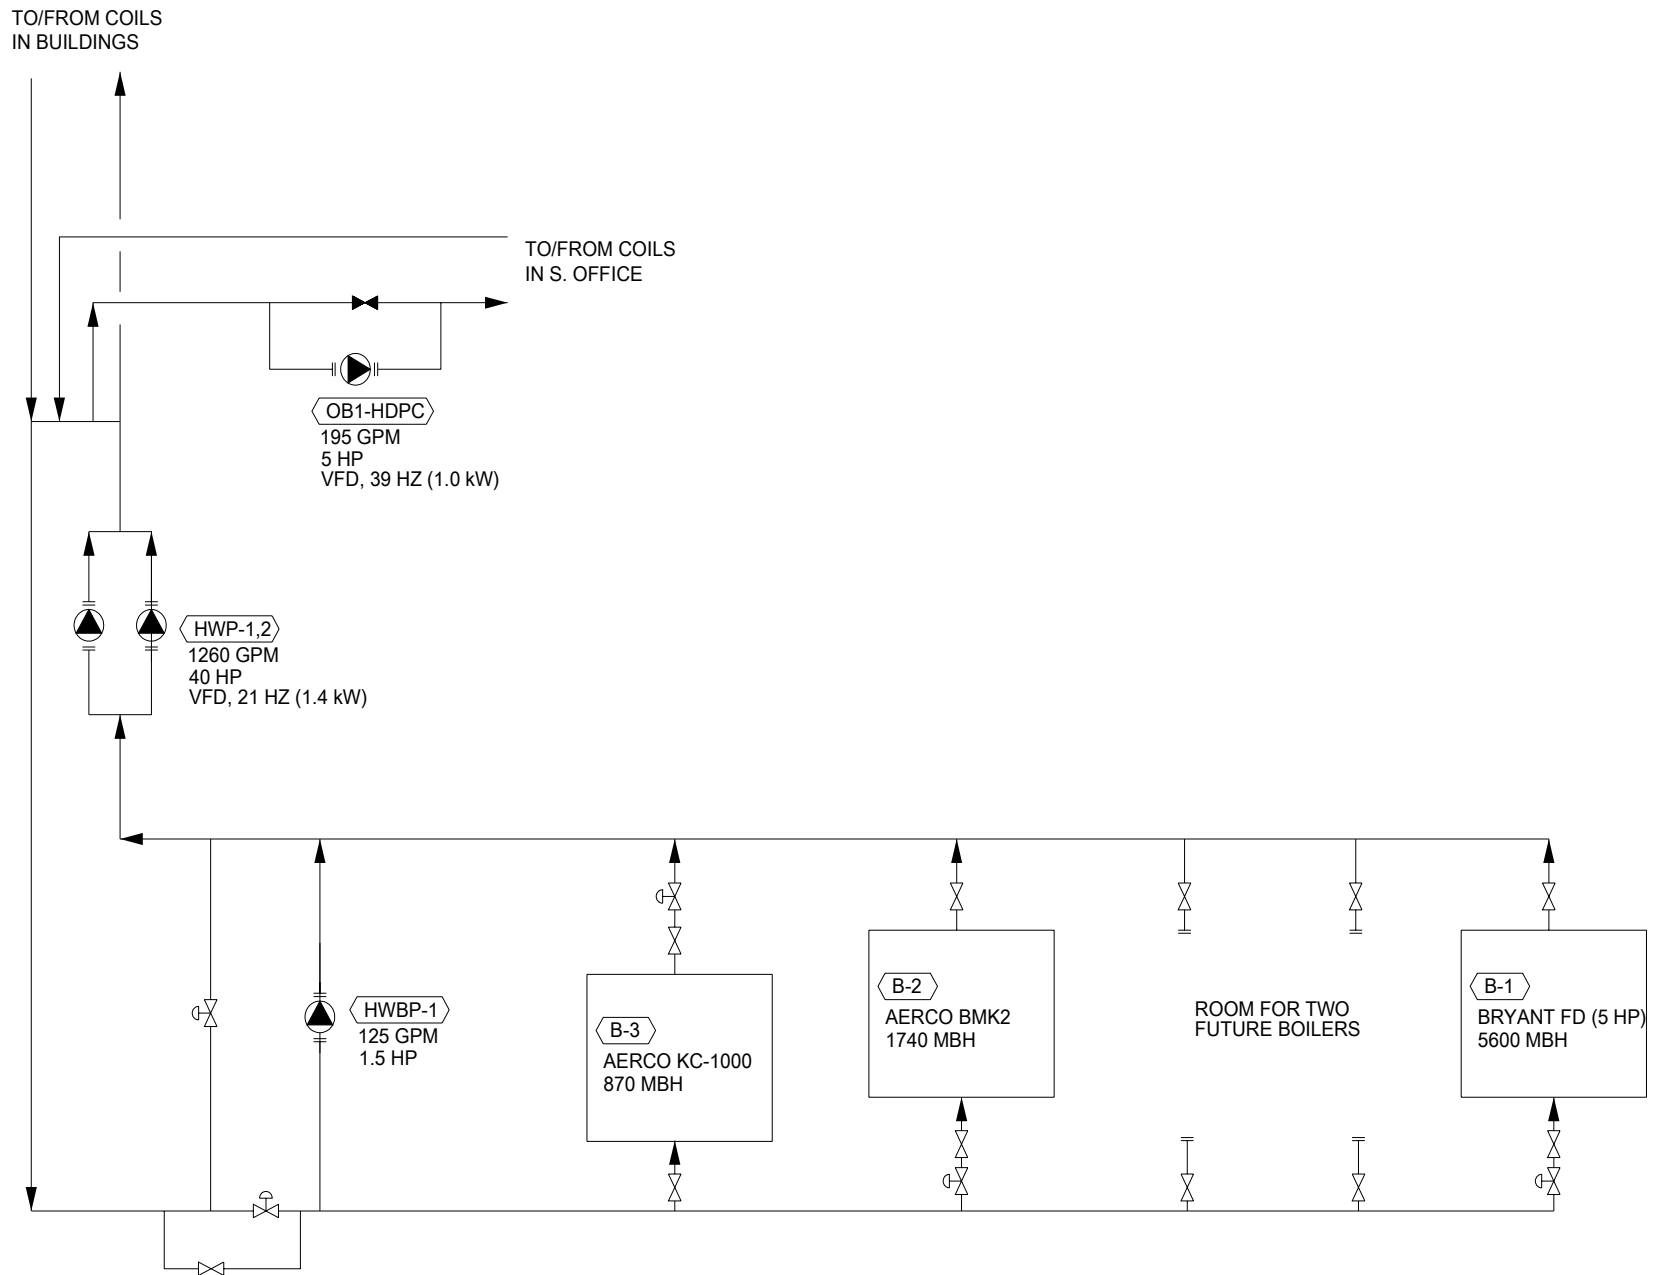 TO/FROM COILS
IN BUILDINGS
TO/FROM COILS
IN S. OFFICE
OB1-HDPC
195 GPM
5 HP
VFD, 39 HZ (1.0 kW)
HWP-1,2
1260 GPM
40 HP
VFD, 21 HZ (1.4 kW)
HWBP-1
125 GPM
1.5 HP
B-3
AERCO KC-1000
870 MBH
B-2
AERCO BMK2
1740 MBH
ROOM FOR TWO
FUTURE BOILERS
B-1
BRYANT FD (5 HP)
5600 MBH